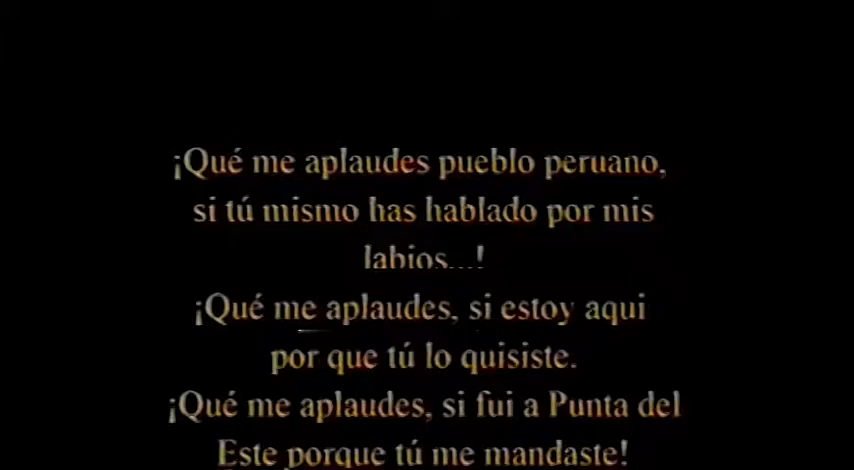 ¡Qué me aplaudes pueblo peruano,
si tú mismo has hablado por mis
labios...!
¡Qué me aplaudes, si estoy aqui
por que tú lo quisiste.
¡Qué me aplaudes, si fui a Punta del
Este porque tú me mandaste!